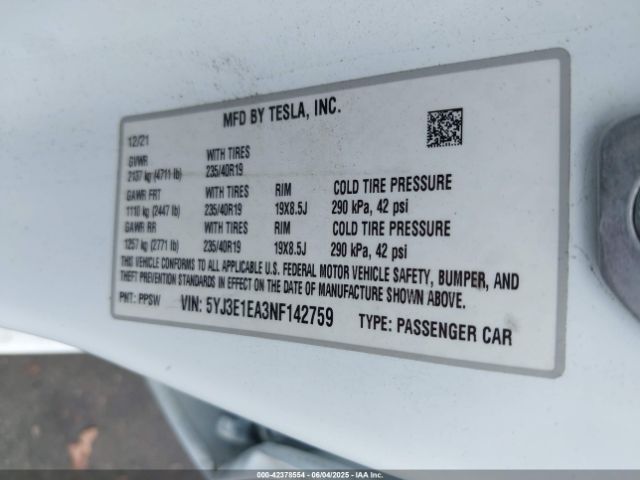 MFD BY TESLA, INC.
12/21
GVWR WITH TIRES
2137 kg (4711 lb) 235/40R19
GAWR FRT WITH TIRES RIM COLD TIRE PRESSURE
1110 kg (2447 lb) 235/40R19 19X8.5J 290 kPa, 42 psi
GAWR RR WITH TIRES RIM COLD TIRE PRESSURE
1257 kg (2771 lb) 235/40R19 19X8.5J 290 kPa, 42 psi
THIS VEHICLE CONFORMS TO ALL APPLICABLE U.S. FEDERAL MOTOR VEHICLE SAFETY, BUMPER, AND
THEFT PREVENTION STANDARDS IN EFFECT ON THE DATE OF MANUFACTURE SHOWN ABOVE.
PNT: PPSW VIN: 5YJ3E1EA3NF142759 TYPE: PASSENGER CAR
000-42378554 - 06/04/2025 - IAA Inc.